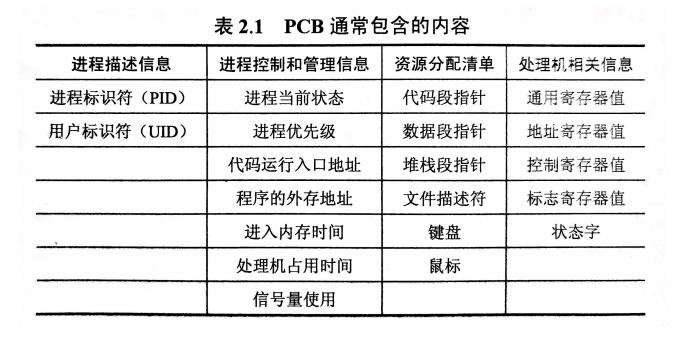 表 2.1 PCB 通常包含的内容
进程描述信息 进程控制和管理信息 资源分配清单 处理机相关信息
进程标识符（PID） 进程当前状态 代码段指针 通用寄存器值
用户标识符（UID） 进程优先级 数据段指针 地址寄存器值
代码运行入口地址 堆栈段指针 控制寄存器值
程序的外存地址 文件描述符 标志寄存器值
进入内存时间 键盘 状态字
处理机占用时间 鼠标
信号量使用